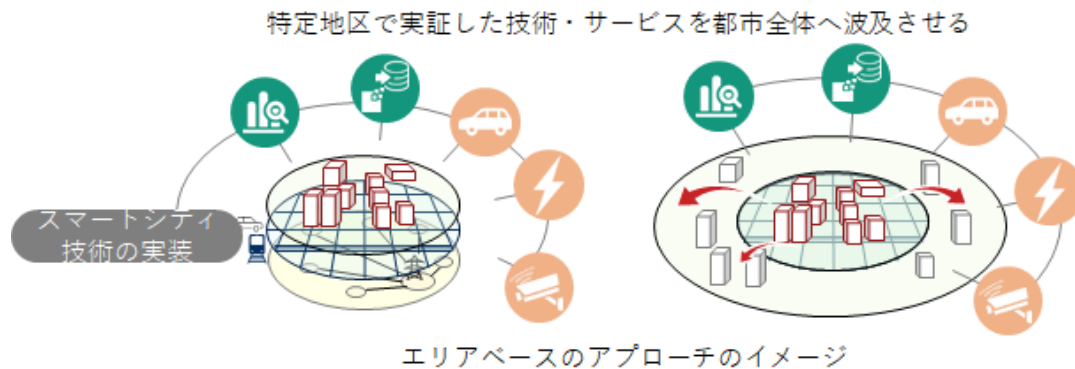 特定地区で実証した技術・サービスを都市全体へ波及させる
スマートシティ
技術の実装
エリアベースのアプローチのイメージ